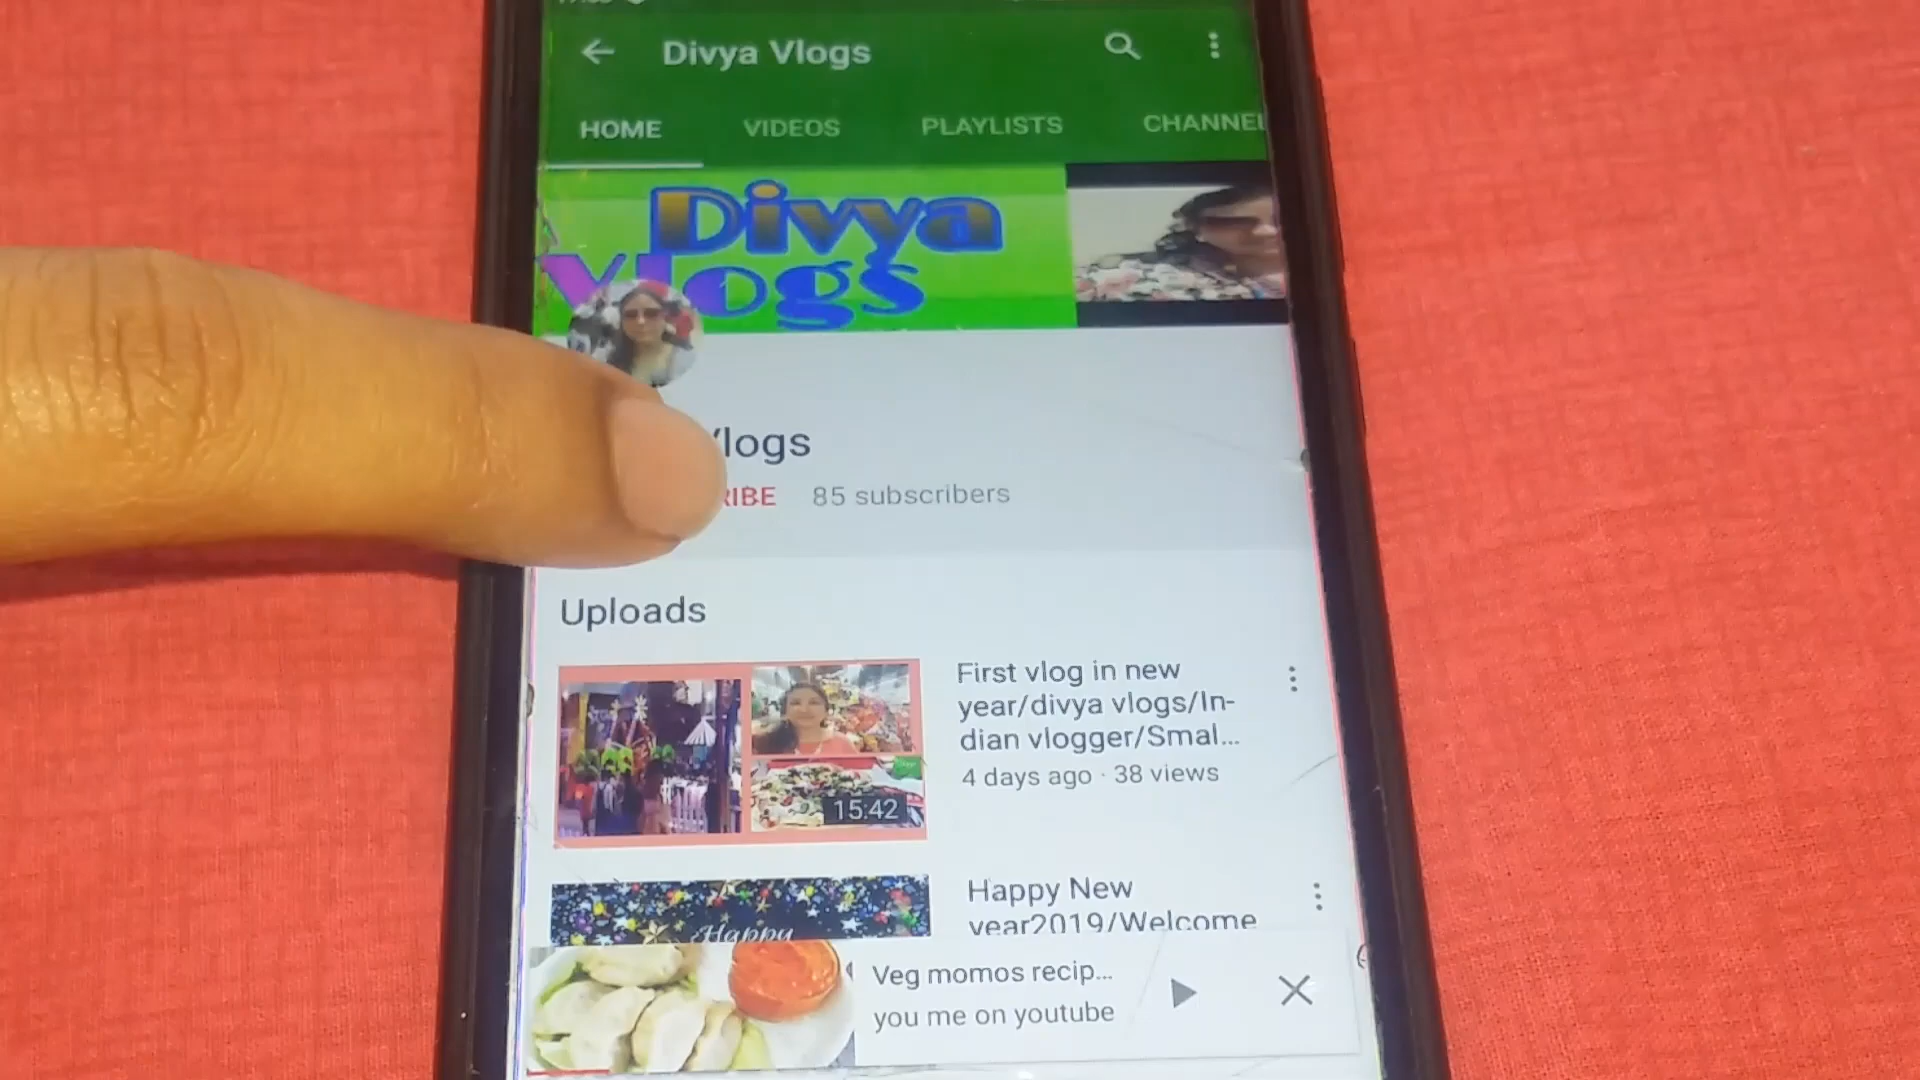 Divya Vlogs
HOME VIDEOS PLAYLISTS CHANNEL
Divya
Vlogs
Vlogs
RIBE 85 subscribers
Uploads
First vlog in new
year/divya vlogs/In-
dian vlogger/Smal...
4 days ago · 38 views
15:42
Happy New
year2019/Welcome
Happy
Veg momos recip...
you me on youtube